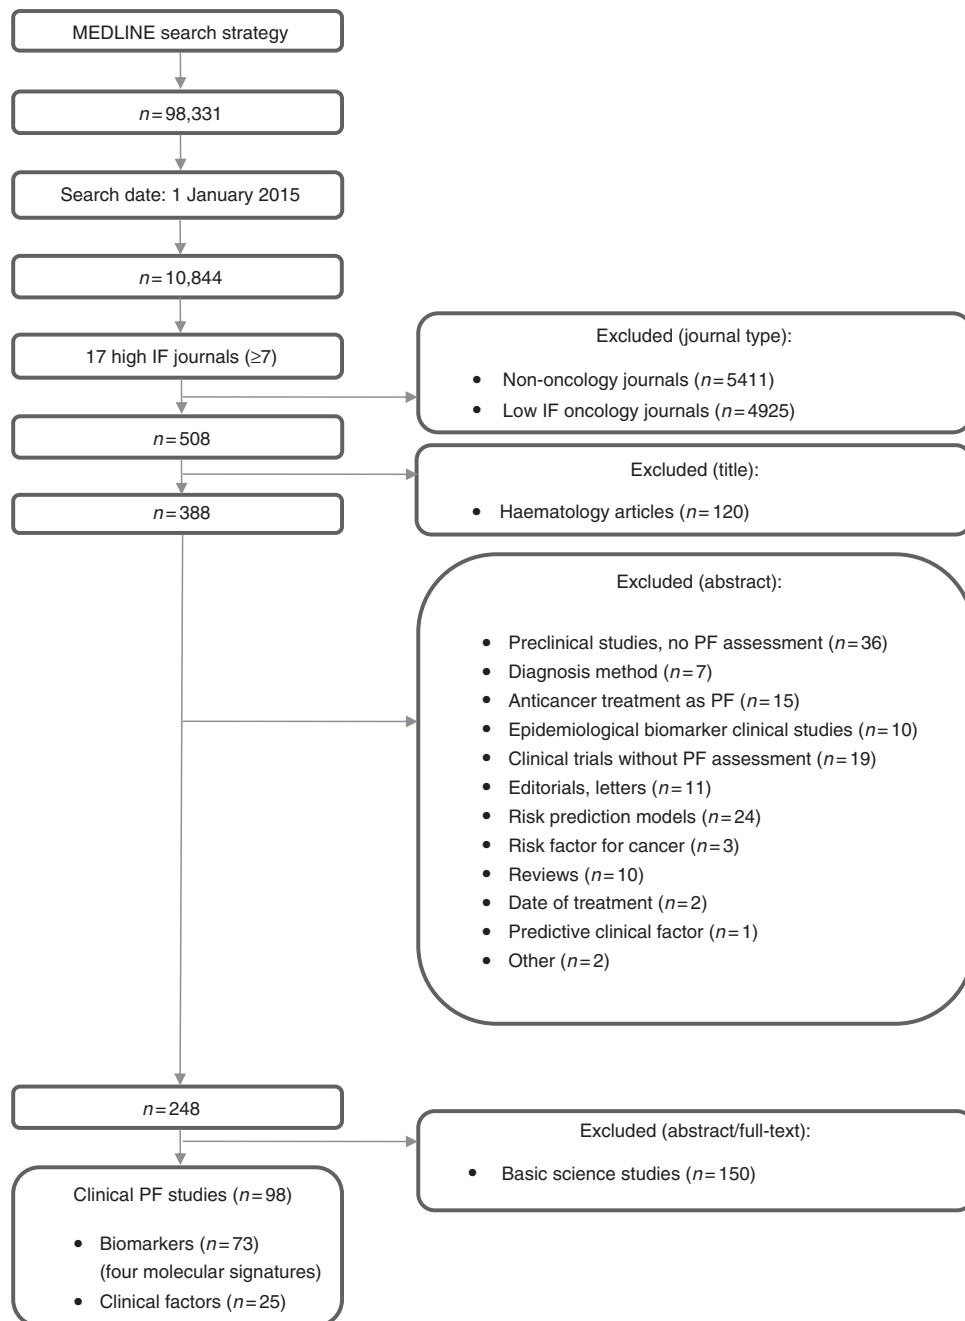 MEDLINE search strategy
n=98,331
Search date: 1 January 2015
n=10,844
17 high IF journals (≥7)
Excluded (journal type):
• Non-oncology journals (n=5411)
• Low IF oncology journals (n=4925)
n=508
Excluded (title):
• Haematology articles (n=120)
n=388
Excluded (abstract):
• Preclinical studies, no PF assessment (n=36)
• Diagnosis method (n=7)
• Anticancer treatment as PF (n=15)
• Epidemiological biomarker clinical studies (n=10)
• Clinical trials without PF assessment (n=19)
• Editorials, letters (n=11)
• Risk prediction models (n=24)
• Risk factor for cancer (n=3)
• Reviews (n=10)
• Date of treatment (n=2)
• Predictive clinical factor (n=1)
• Other (n=2)
n=248
Excluded (abstract/full-text):
• Basic science studies (n=150)
Clinical PF studies (n=98)
• Biomarkers (n=73)
(four molecular signatures)
• Clinical factors (n=25)